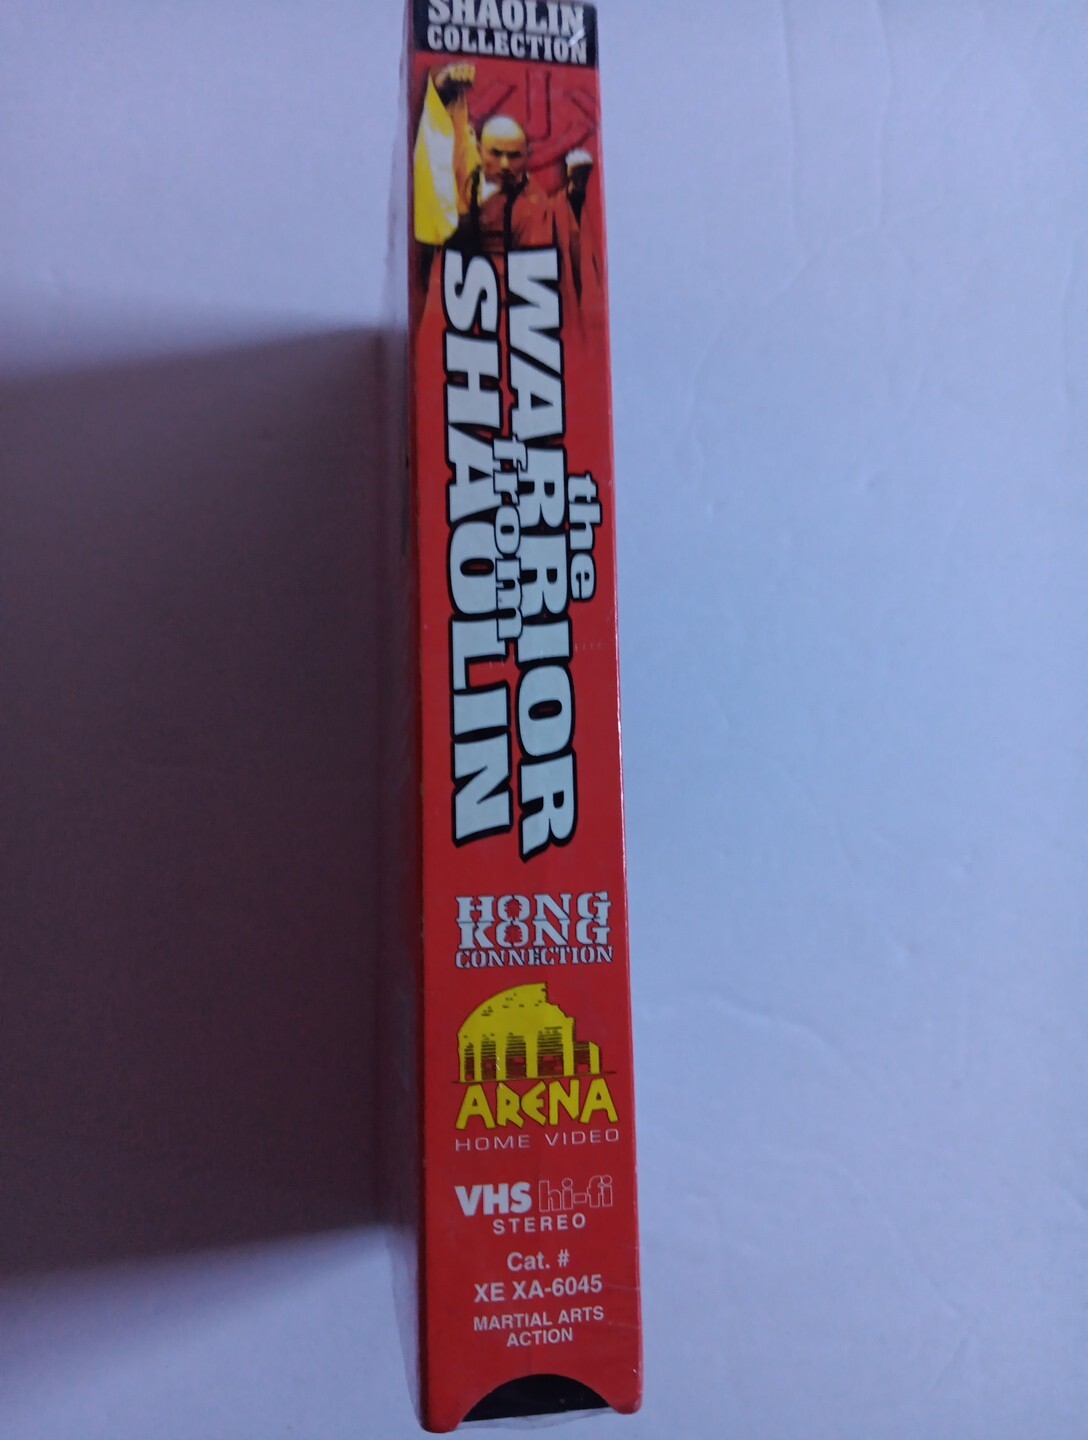 SHAOLIN
COLLECTION
the
WARRIOR
from
SHAOLIN
HONG
KONG
CONNECTION
ARENA
HOME VIDEO
VHS hi-fi
STEREO
Cat. #
XE XA-6045
MARTIAL ARTS
ACTION